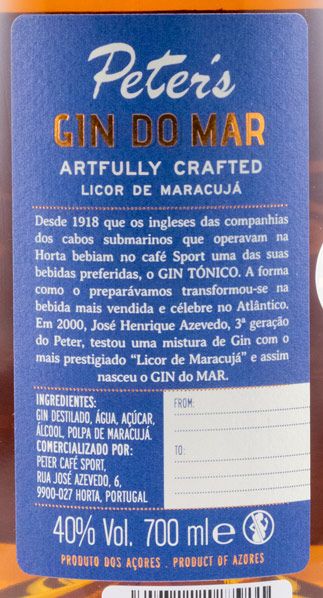 Peter's
GIN DO MAR
ARTFULLY CRAFTED
LICOR DE MARACUJÁ
Desde 1918 que os ingleses das companhias
dos cabos submarinos que operavam na
Horta bebiam no café Sport uma das suas
bebidas preferidas, o GIN TÓNICO. A forma
como o preparávamos transformou-se na
bebida mais vendida e célebre no Atlântico.
Em 2000, José Henrique Azevedo, 3ª geração
do Peter, testou uma mistura de Gin com o
mais prestigiado “Licor de Maracujá” e assim
nasceu o GIN do MAR.
INGREDIENTES:
GIN DESTILADO, ÁGUA, AÇÚCAR,
ÁLCOOL, POLPA DE MARACUJÁ.
COMERCIALIZADO POR:
PETER CAFÉ SPORT,
RUA JOSÉ AZEVEDO, 6,
9900-027 HORTA, PORTUGAL
FROM:
TO:
40% Vol. 700 ml e
PRODUTO DOS AÇORES . PRODUCT OF AZORES